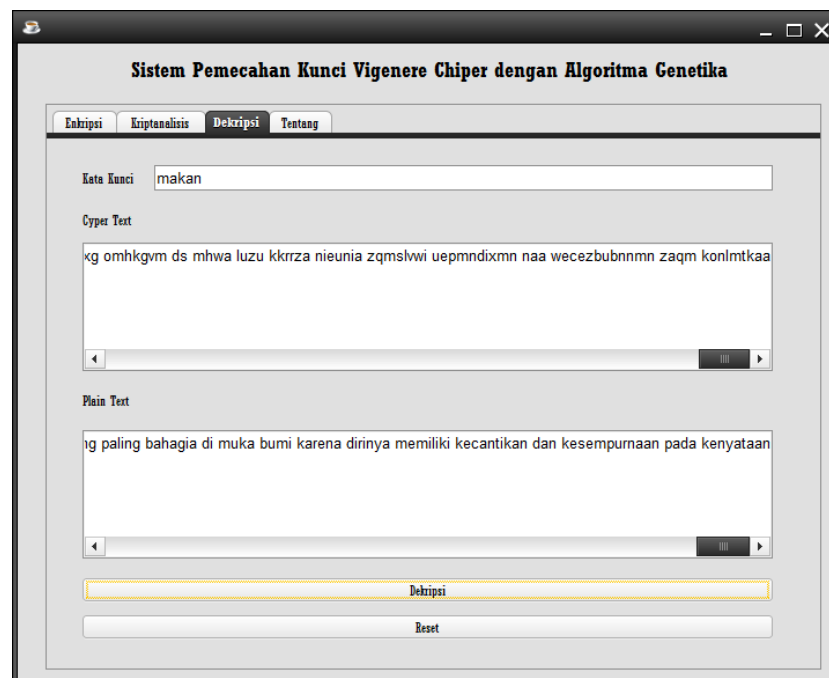 Sistem Pemecahan Kunci Vigenere Chiper dengan Algoritma Genetika
Enkripsi Kriptanalisis Dekripsi Tentang
Kata Kunci makan
Cyper Text
omhkgvm ds mhwa luzu kkrrza nieunia zqmslvwi uepmndixmn naa wecezbubnnmn zaqm konlmtkaa
Plain Text
paling bahagia di muka bumi karena dirinya memiliki kecantikan dan kesempurnaan pada kenyataan
Dekripsi
Reset